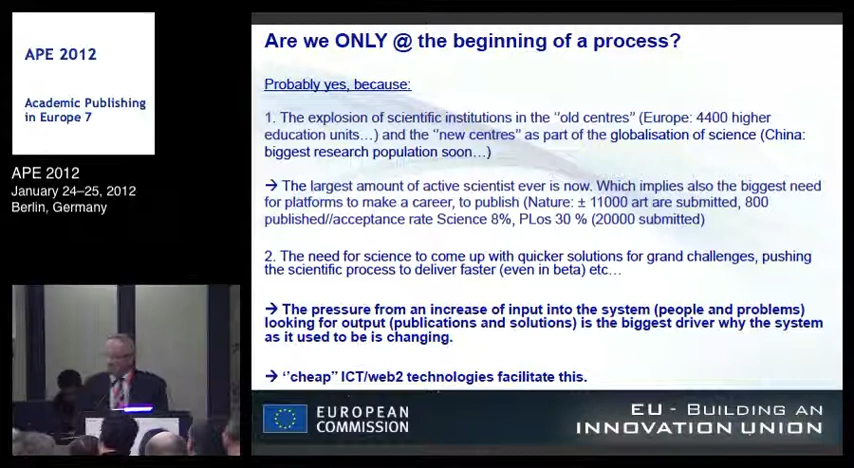 APE 2012
Academic Publishing
in Europe 7
APE 2012
January 24–25, 2012
Berlin, Germany
Are we ONLY @ the beginning of a process?
Probably yes, because:
1. The explosion of scientific institutions in the ''old centres'' (Europe: 4400 higher
education units…) and the ''new centres'' as part of the globalisation of science (China:
biggest research population soon…)
→ The largest amount of active scientist ever is now. Which implies also the biggest need
for platforms to make a career, to publish (Nature: ± 11000 art are submitted, 800
published//acceptance rate Science 8%, PLos 30 % (20000 submitted)
2. The need for science to come up with quicker solutions for grand challenges, pushing
the scientific process to deliver faster (even in beta) etc…
→ The pressure from an increase of input into the system (people and problems)
looking for output (publications and solutions) is the biggest driver why the system
as it used to be is changing.
→ ''cheap'' ICT/web2 technologies facilitate this.
EUROPEAN
COMMISSION
EU - BUILDING AN
INNOVATION UNION